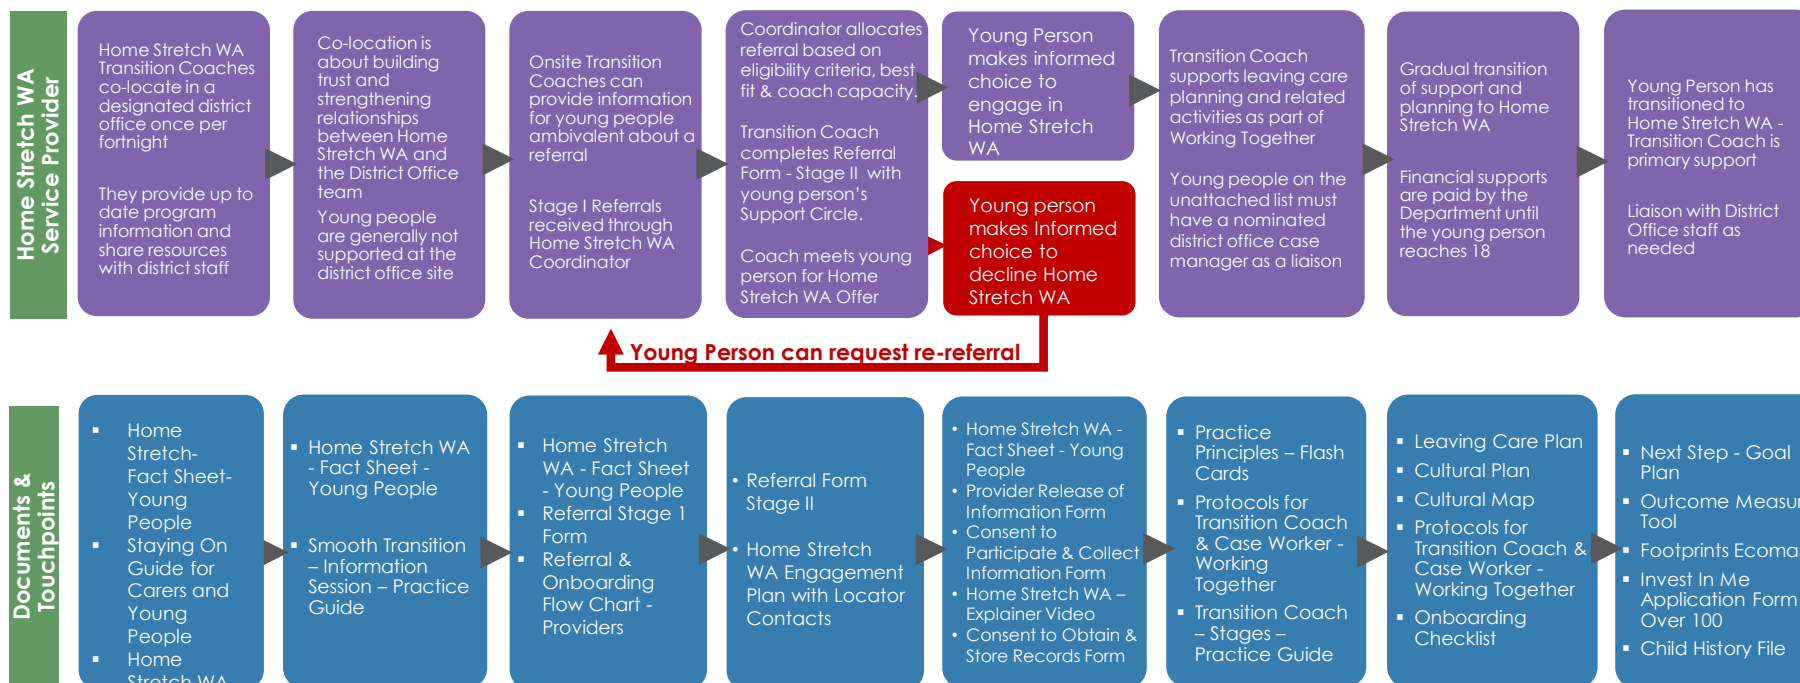 Home Stretch WA
Service Provider
Home Stretch WA
Transition Coaches
co-locate in a
designated district
office once per
fortnight
They provide up to
date program
information and
share resources
with district staff
Co-location is
about building
trust and
strengthening
relationships
between Home
Stretch WA and
the District Office
team
Young people
are generally not
supported at the
district office site
Onsite Transition
Coaches can
provide information
for young people
ambivalent about a
referral
Stage I Referrals
received through
Home Stretch WA
Coordinator
Coordinator allocates
referral based on
eligibility criteria, best
fit & coach capacity.
Transition Coach
completes Referral
Form - Stage II with
young person's
Support Circle.
Coach meets young
person for Home
Stretch WA Offer
Young Person
makes informed
choice to
engage in
Home Stretch
WA
Young person
makes Informed
choice to
decline Home
Stretch WA
Transition Coach
supports leaving care
planning and related
activities as part of
Working Together
Young people on the
unattached list must
have a nominated
district office case
manager as a liaison
Gradual transition
of support and
planning to Home
Stretch WA
Financial supports
are paid by the
Department until
the young person
reaches 18
Young Person has
transitioned to
Home Stretch WA -
Transition Coach is
primary support
Liaison with District
Office staff as
needed
Young Person can request re-referral
Documents &
Touchpoints
▪ Home
Stretch-
Fact Sheet-
Young
People
▪ Staying On
Guide for
Carers and
Young
People
▪ Home
Stretch WA
▪ Home Stretch WA
- Fact Sheet -
Young People
▪ Smooth Transition
– Information
Session – Practice
Guide
▪ Home Stretch
WA - Fact Sheet
- Young People
▪ Referral Stage 1
Form
▪ Referral &
Onboarding
Flow Chart -
Providers
• Referral Form
Stage II
• Home Stretch
WA Engagement
Plan with Locator
Contacts
• Home Stretch WA -
Fact Sheet - Young
People
• Provider Release of
Information Form
• Consent to
Participate & Collect
Information Form
• Home Stretch WA –
Explainer Video
• Consent to Obtain &
Store Records Form
▪ Practice
Principles – Flash
Cards
▪ Protocols for
Transition Coach
& Case Worker -
Working
Together
▪ Transition Coach
– Stages –
Practice Guide
▪ Leaving Care Plan
▪ Cultural Plan
▪ Cultural Map
▪ Protocols for
Transition Coach &
Case Worker -
Working Together
▪ Onboarding
Checklist
▪ Next Step - Goal
Plan
▪ Outcome Measur
Tool
▪ Footprints Ecoma
▪ Invest In Me
Application Form
Over 100
▪ Child History File